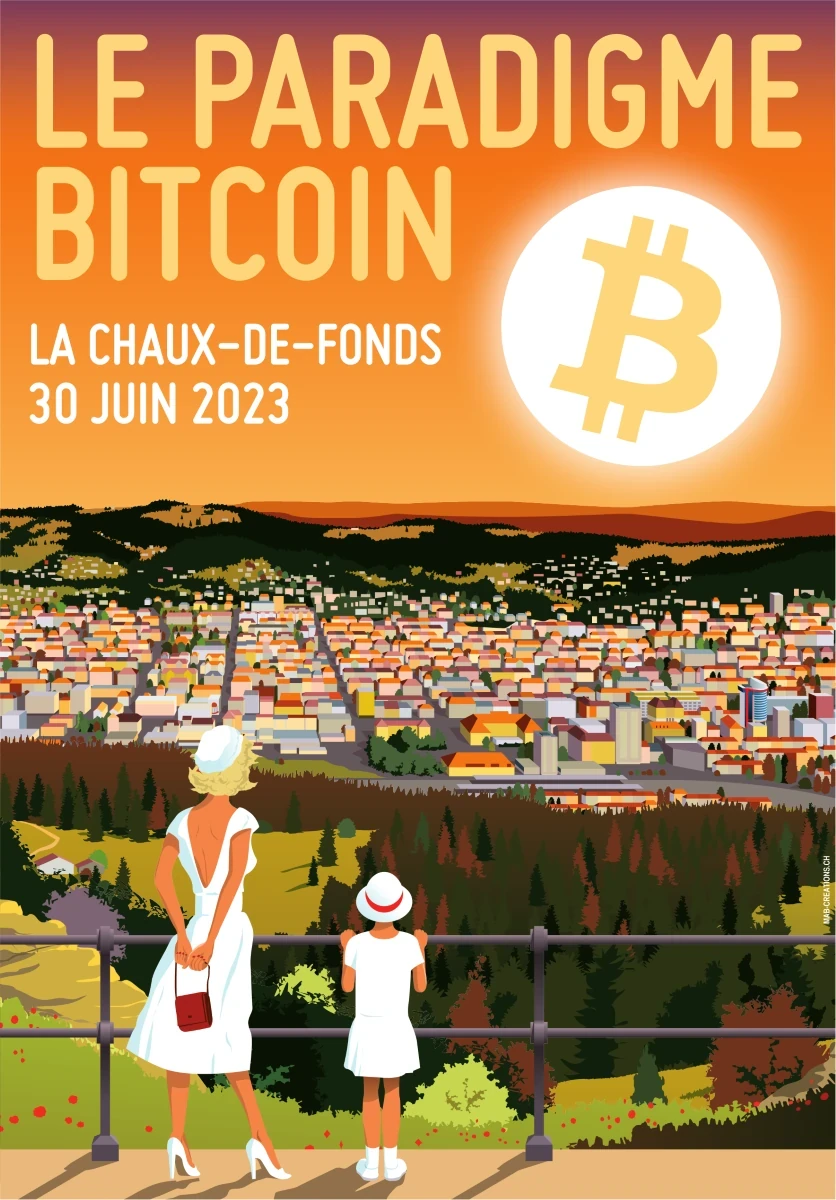 LE PARADIGME
BITCOIN
LA CHAUX-DE-FONDS
30 JUIN 2023
MAB-CREATIONS.CH